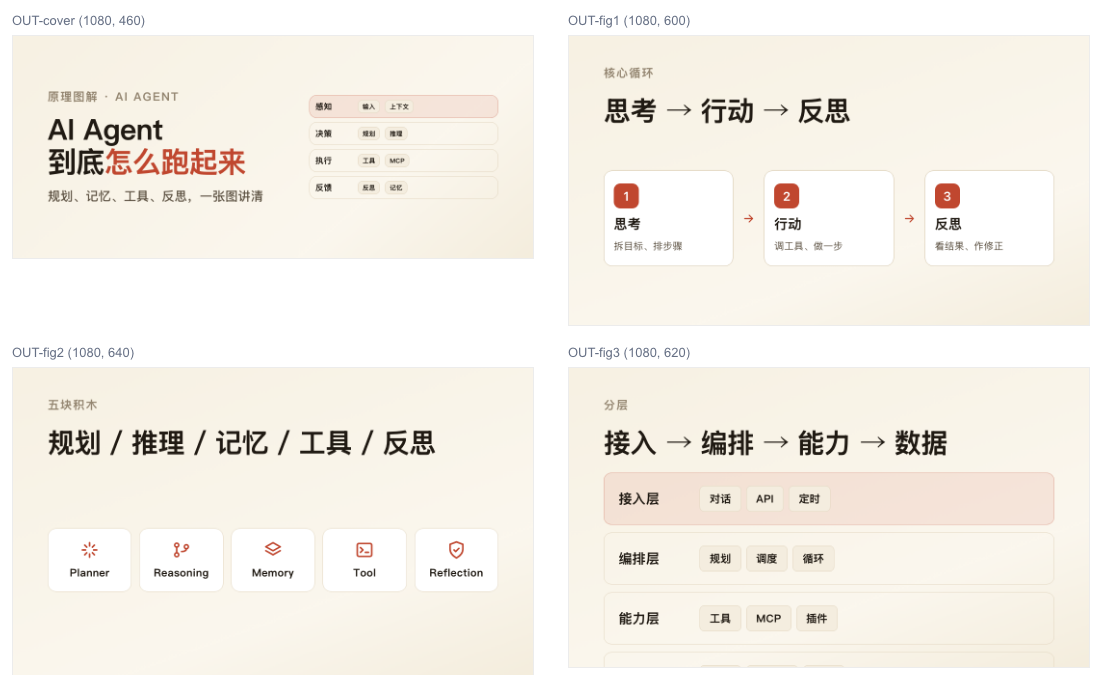 OUT-cover (1080, 460)
原理图解 · AI AGENT
AI Agent
到底怎么跑起来
规划、记忆、工具、反思，一张图讲清
感知 输入 上下文
决策 规划 推理
执行 工具 MCP
反馈 反思 记忆
OUT-fig1 (1080, 600)
核心循环
思考 → 行动 → 反思
1
思考
拆目标、排步骤
→
2
行动
调工具、做一步
→
3
反思
看结果、作修正
OUT-fig2 (1080, 640)
五块积木
规划 / 推理 / 记忆 / 工具 / 反思
Planner
Reasoning
Memory
Tool
Reflection
OUT-fig3 (1080, 620)
分层
接入 → 编排 → 能力 → 数据
接入层 对话 API 定时
编排层 规划 调度 循环
能力层 工具 MCP 插件